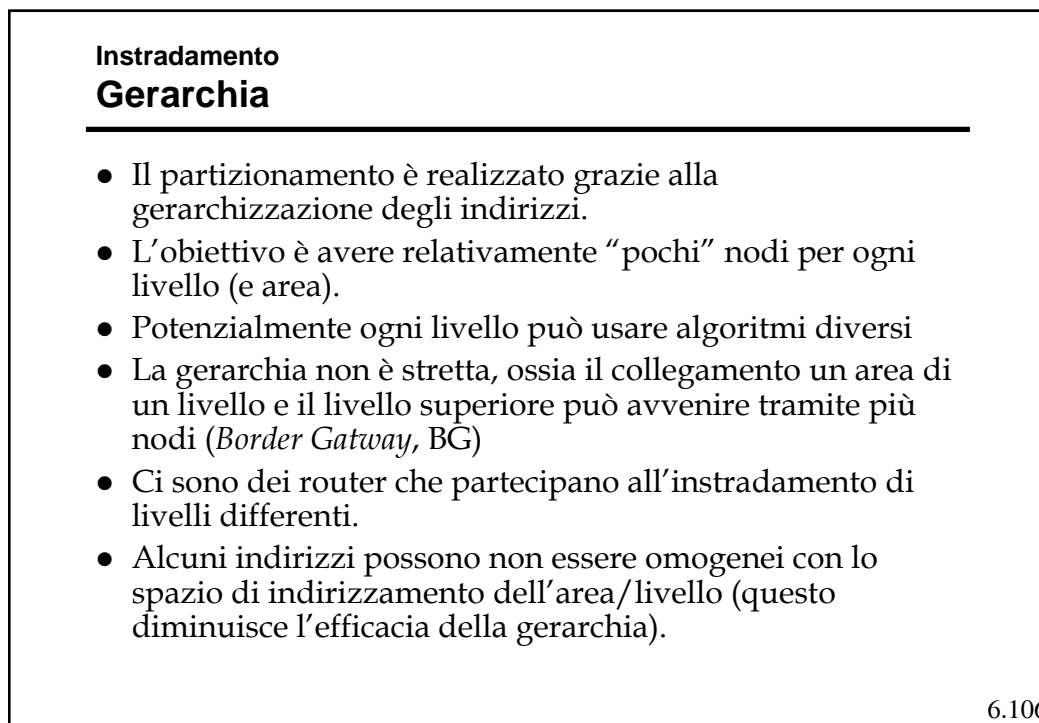 Instradamento
Gerarchia
● Il partizionamento è realizzato grazie alla
gerarchizzazione degli indirizzi.
● L’obiettivo è avere relativamente “pochi” nodi per ogni
livello (e area).
● Potenzialmente ogni livello può usare algoritmi diversi
● La gerarchia non è stretta, ossia il collegamento un area di
un livello e il livello superiore può avvenire tramite più
nodi (Border Gatway, BG)
● Ci sono dei router che partecipano all’instradamento di
livelli differenti.
● Alcuni indirizzi possono non essere omogenei con lo
spazio di indirizzamento dell’area/livello (questo
diminuisce l’efficacia della gerarchia).
6.106